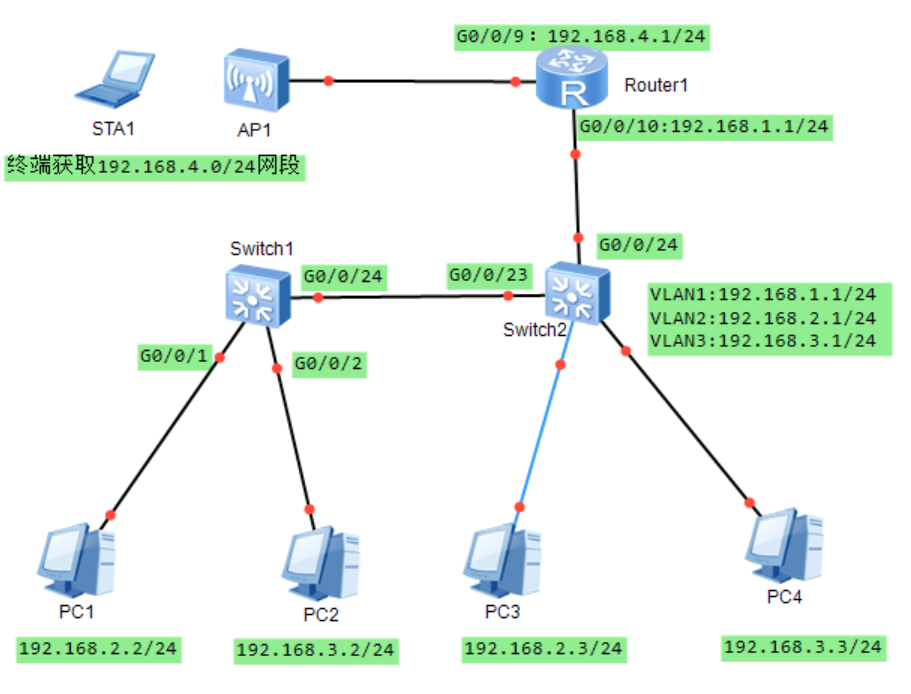 G0/0/9：192.168.4.1/24
Router1
STA1
AP1
G0/0/10:192.168.1.1/24
终端获取192.168.4.0/24网段
Switch1
G0/0/24
G0/0/24
G0/0/23
VLAN1:192.168.1.1/24
VLAN2:192.168.2.1/24
VLAN3:192.168.3.1/24
Switch2
G0/0/1
G0/0/2
PC1
PC2
PC3
PC4
192.168.2.2/24
192.168.3.2/24
192.168.2.3/24
192.168.3.3/24
R